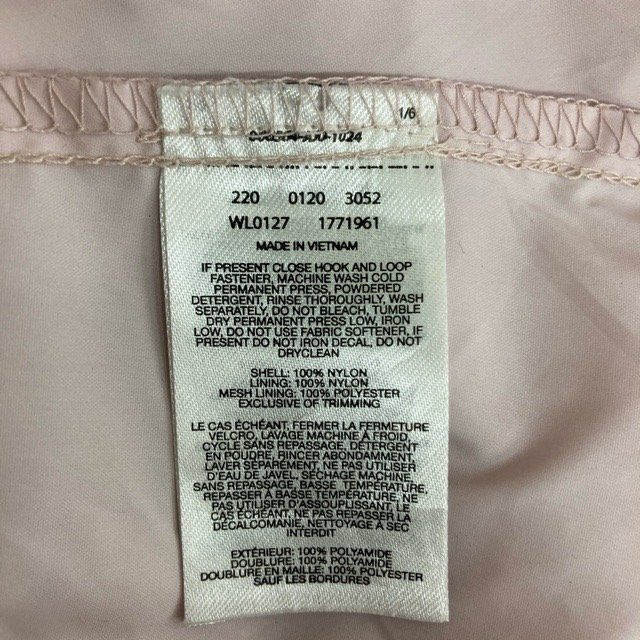 1/6
220 0120 3052
WL0127 1771961
MADE IN VIETNAM
IF PRESENT CLOSE HOOK AND LOOP
FASTENER, MACHINE WASH COLD
PERMANENT PRESS, POWDERED
DETERGENT, RINSE THOROUGHLY, WASH
SEPARATELY, DO NOT BLEACH, TUMBLE
DRY PERMANENT PRESS LOW, IRON
LOW, DO NOT USE FABRIC SOFTENER, IF
PRESENT DO NOT IRON DECAL, DO NOT
DRYCLEAN
SHELL: 100% NYLON
LINING: 100% NYLON
MESH LINING: 100% POLYESTER
EXCLUSIVE OF TRIMMING
LE CAS ÉCHÉANT, FERMER LA FERMETURE
VELCRO, LAVAGE MACHINE À FROID,
CYCLE SANS REPASSAGE, DÉTERGENT
EN POUDRE, RINCER ABONDAMMENT,
LAVER SÉPARÉMENT, NE PAS UTILISER
D'EAU DE JAVEL, SÉCHAGE MACHINE
SANS REPASSAGE, BASSE TEMPÉRATURE,
REPASSER À BASSE TEMPÉRATURE, NE
PAS UTILISER D'ASSOUPLISSANT, LE
CAS ÉCHÉANT, NE PAS REPASSER LA
DÉCALCOMANIE, NETTOYAGE À SEC
INTERDIT
EXTÉRIEUR: 100% POLYAMIDE
DOUBLURE: 100% POLYAMIDE
DOUBLURE EN MAILLE: 100% POLYESTER
SAUF LES BORDURES